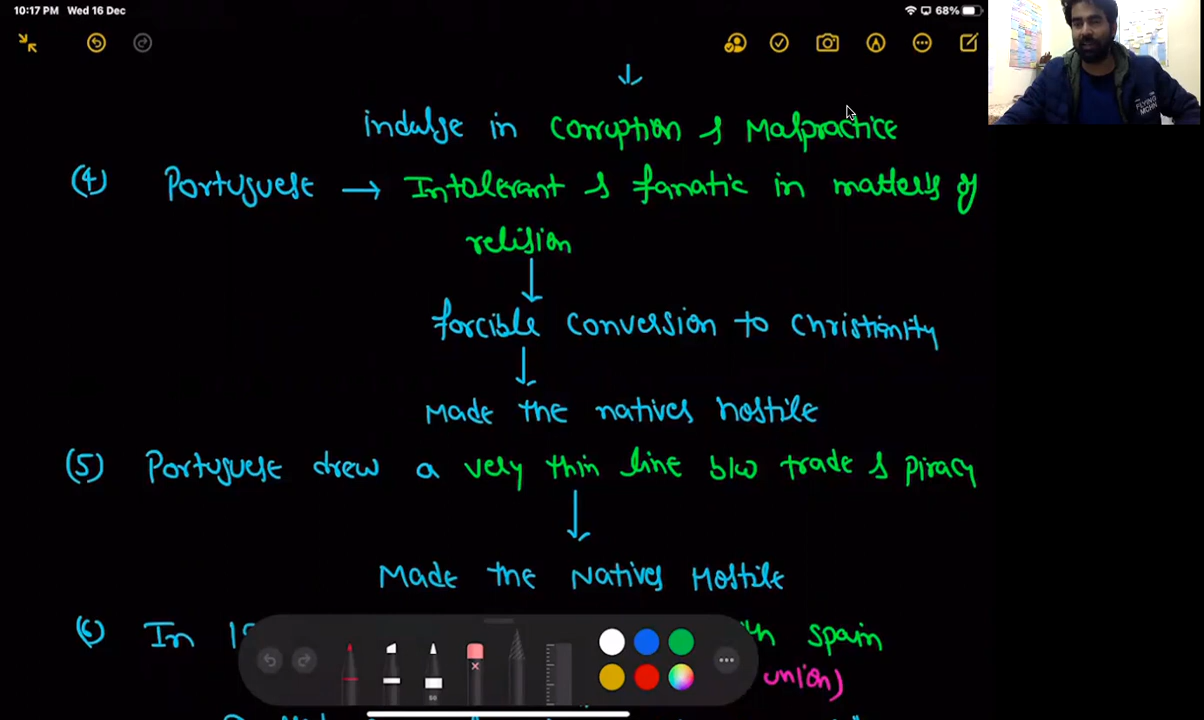 10:17 PM Wed 16 Dec
68%
indulge in Corruption & Malpractice
(4) Portuguese → Intolerant & fanatic in matters of
religion
↓
forcible conversion to christianity
↓
Made the natives hostile
(5) Portuguese drew a very thin line b/w trade & piracy
↓
Made the Natives Hostile
(6) In spain
union)
FLYING